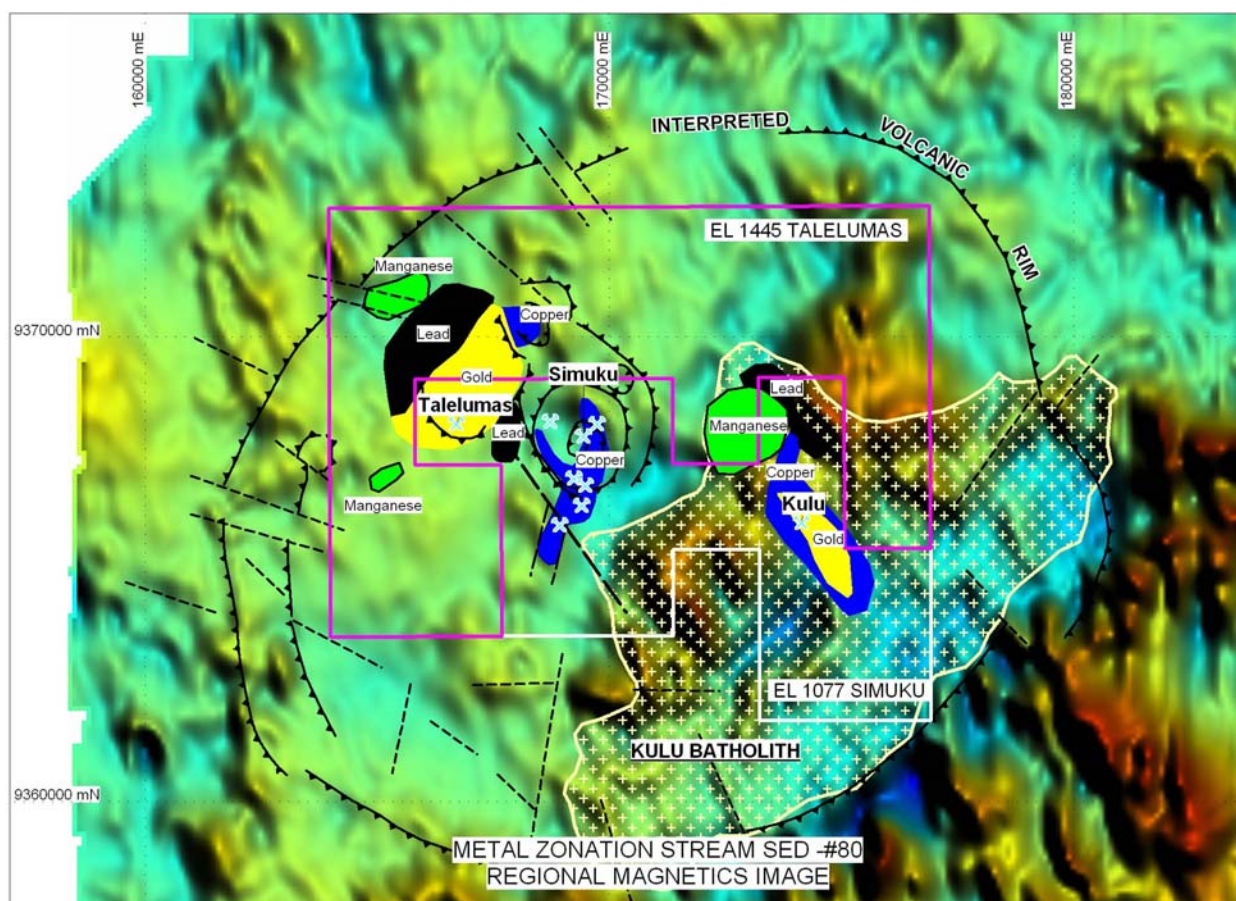 160000 mE
170000 mE
180000 mE
INTERPRETED VOLCANIC RIM
EL 1445 TALELUMAS
Manganese
Copper
9370000 mN
Lead
Simuku
Gold
Lead
Talelumas
Manganese
Lead
Copper
Copper
Manganese
Kulu
Gold
EL 1077 SIMUKU
KULU BATHOLITH
9360000 mN
METAL ZONATION STREAM SED -#80
REGIONAL MAGNETICS IMAGE